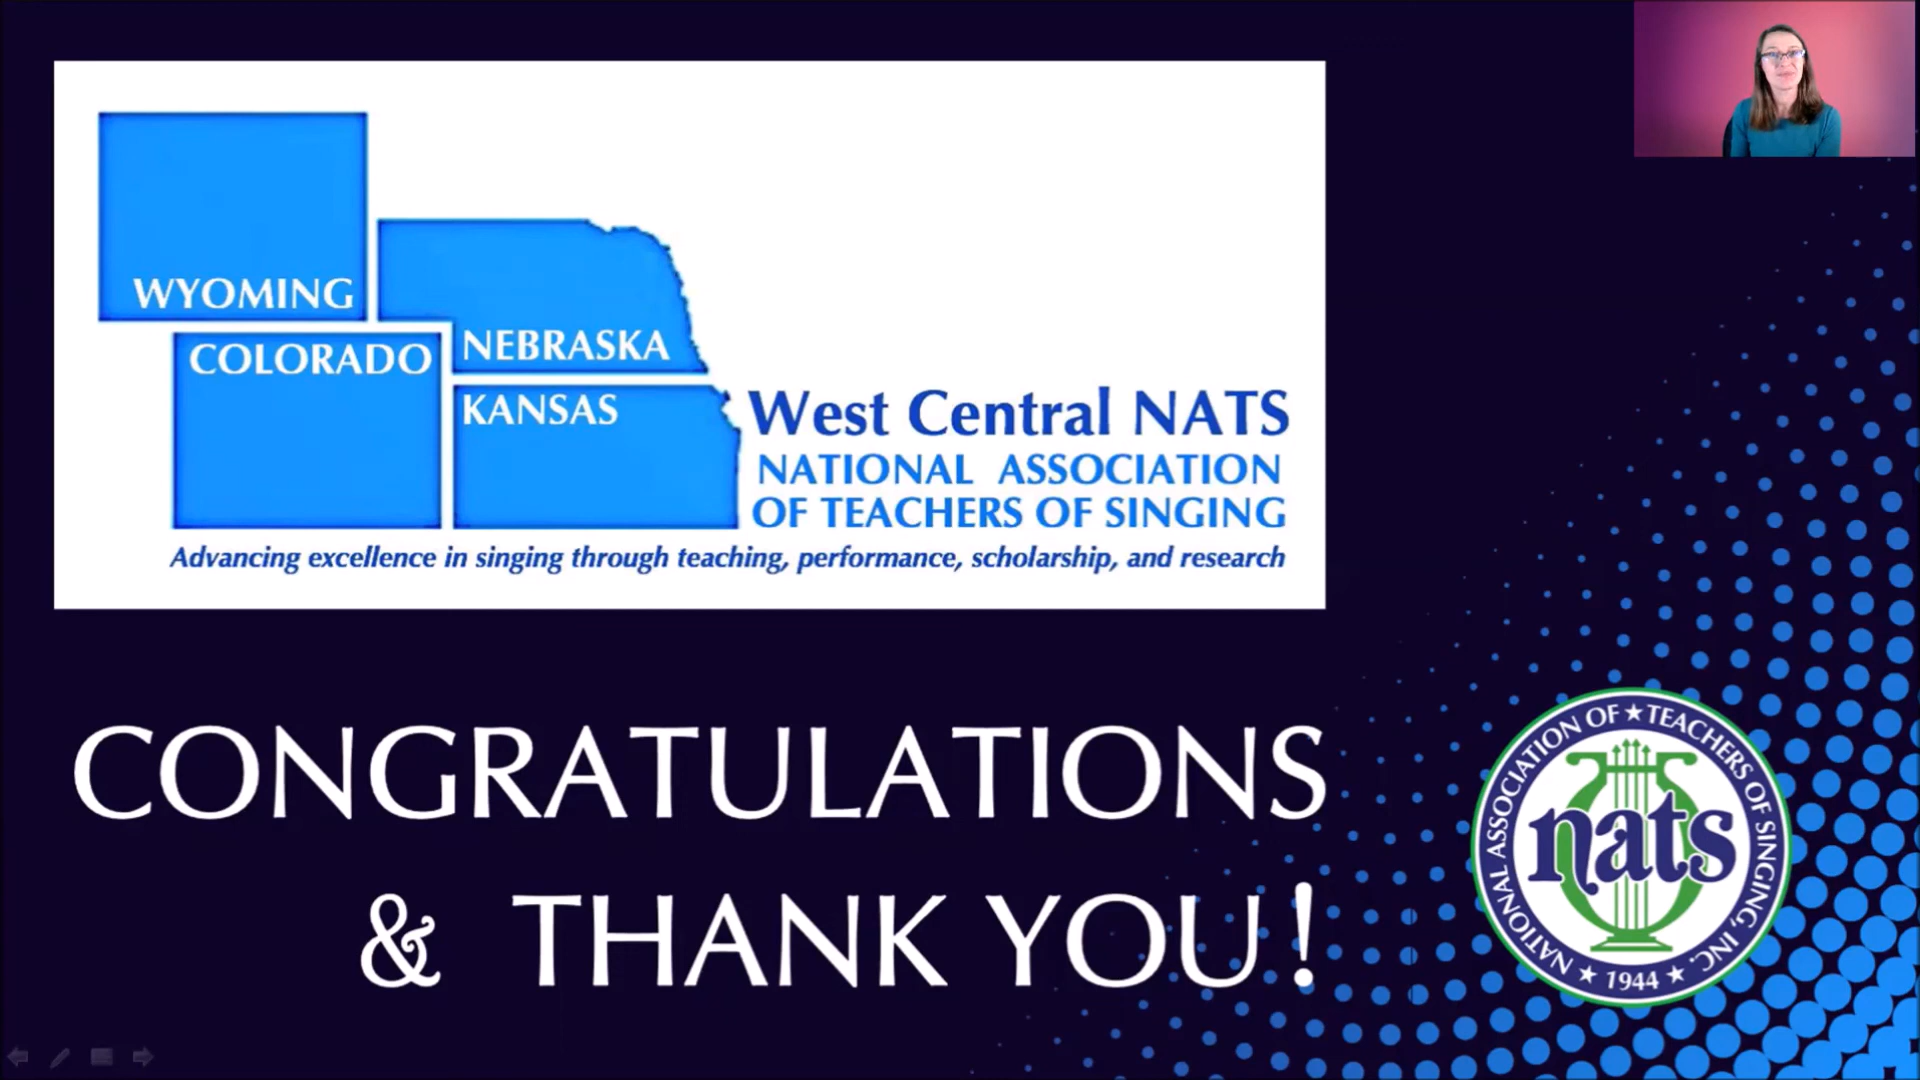 WYOMING
NEBRASKA
COLORADO
KANSAS
West Central NATS
NATIONAL ASSOCIATION
OF TEACHERS OF SINGING
Advancing excellence in singing through teaching, performance, scholarship, and research
CONGRATULATIONS
& THANK YOU!
NATIONAL ASSOCIATION OF ★ TEACHERS OF SINGING, INC.
nats
★ 1944 ★